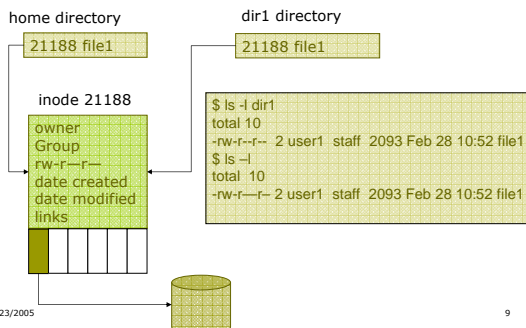 home directory
dir1 directory
21188 file1
21188 file1
inode 21188
owner
Group
rw-r—r—
date created
date modified
links
$ ls -l dir1
total 10
-rw-r--r-- 2 user1 staff 2093 Feb 28 10:52 file1
$ ls –l
total 10
-rw-r—r– 2 user1 staff 2093 Feb 28 10:52 file1
23/2005
9